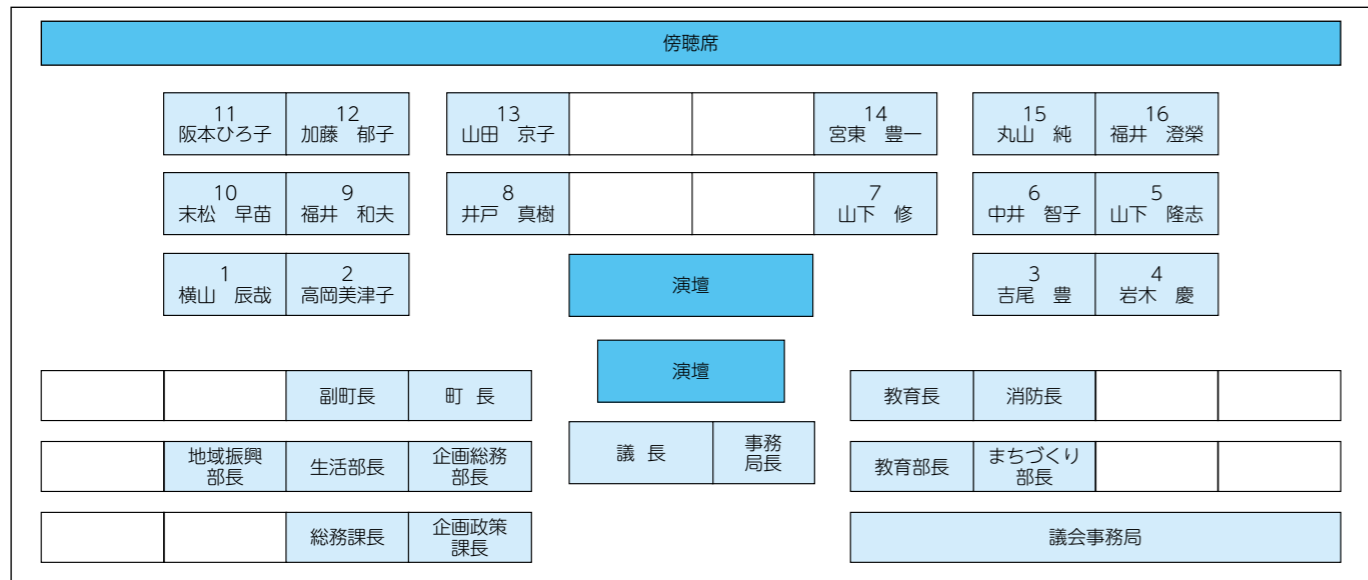 傍聴席
11
阪本ひろ子
12
加藤　郁子
13
山田　京子
14
宮東　豊一
15
丸山　純
16
福井　澄榮
10
末松　早苗
9
福井　和夫
8
井戸　真樹
7
山下　修
6
中井　智子
5
山下　隆志
1
横山　辰哉
2
高岡美津子
演壇
3
吉尾　豊
4
岩木　慶
演壇
副町長
町　長
教育長
消防長
議　長
事務
局長
地域振興
部長
生活部長
企画総務
部長
教育部長
まちづくり
部長
総務課長
企画政策
課長
議会事務局